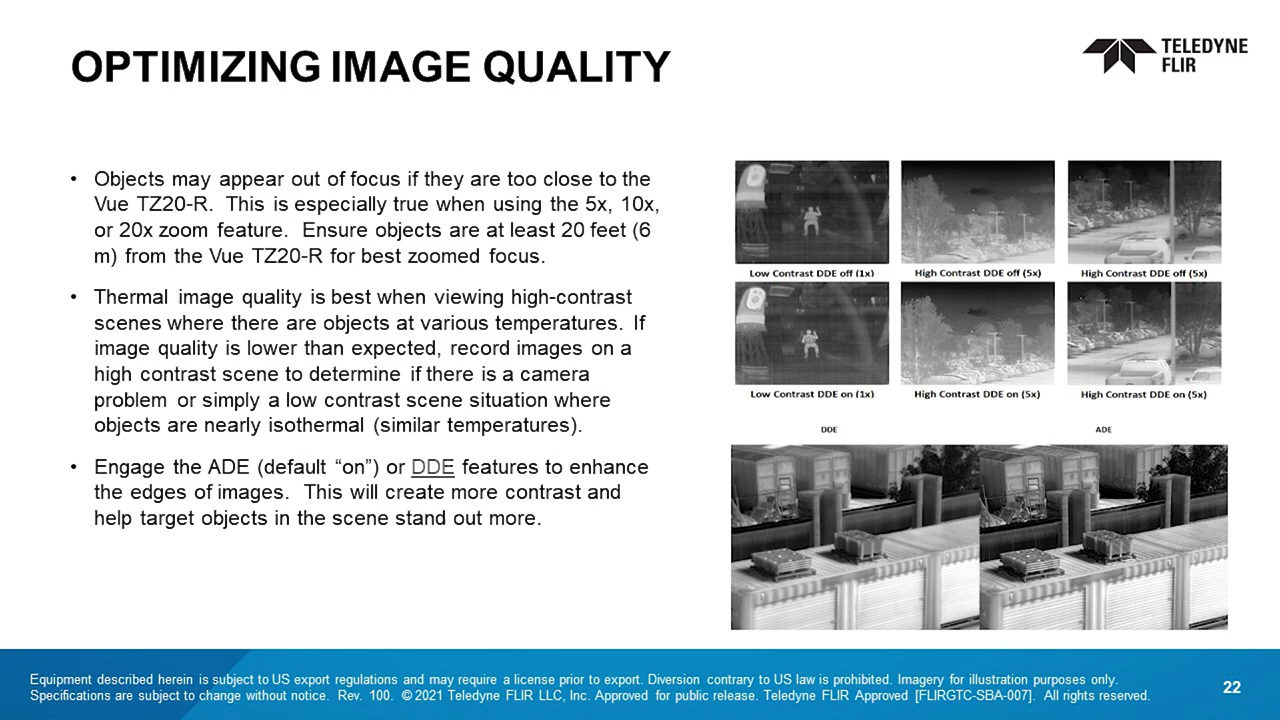 OPTIMIZING IMAGE QUALITY
TELEDYNE
FLIR
• Objects may appear out of focus if they are too close to the
Vue TZ20-R. This is especially true when using the 5x, 10x,
or 20x zoom feature. Ensure objects are at least 20 feet (6
m) from the Vue TZ20-R for best zoomed focus.
• Thermal image quality is best when viewing high-contrast
scenes where there are objects at various temperatures. If
image quality is lower than expected, record images on a
high contrast scene to determine if there is a camera
problem or simply a low contrast scene situation where
objects are nearly isothermal (similar temperatures).
• Engage the ADE (default “on”) or DDE features to enhance
the edges of images. This will create more contrast and
help target objects in the scene stand out more.
Low Contrast DDE off (1x)
High Contrast DDE off (5x)
High Contrast DDE off (5x)
Low Contrast DDE on (1x)
High Contrast DDE on (5x)
High Contrast DDE on (5x)
DDE
ADE
Equipment described herein is subject to US export regulations and may require a license prior to export. Diversion contrary to US law is prohibited. Imagery for illustration purposes only.
Specifications are subject to change without notice. Rev. 100. © 2021 Teledyne FLIR LLC, Inc. Approved for public release. Teledyne FLIR Approved [FLIRGTC-SBA-007]. All rights reserved.
22